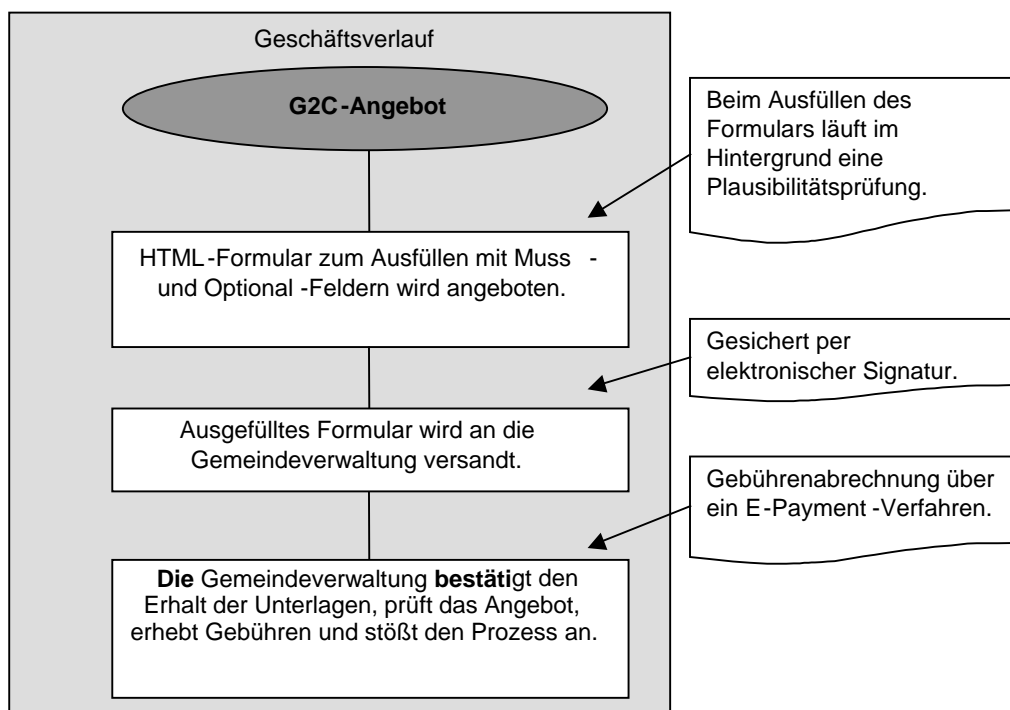 Geschäftsverlauf
G2C-Angebot
Beim Ausfüllen des
Formulars läuft im
Hintergrund eine
Plausibilitätsprüfung.
HTML-Formular zum Ausfüllen mit Muss -
und Optional -Feldern wird angeboten.
Gesichert per
elektronischer Signatur.
Ausgefülltes Formular wird an die
Gemeindeverwaltung versandt.
Gebührenabrechnung über
ein E-Payment -Verfahren.
Die Gemeindeverwaltung bestätigt den
Erhalt der Unterlagen, prüft das Angebot,
erhebt Gebühren und stößt den Prozess an.